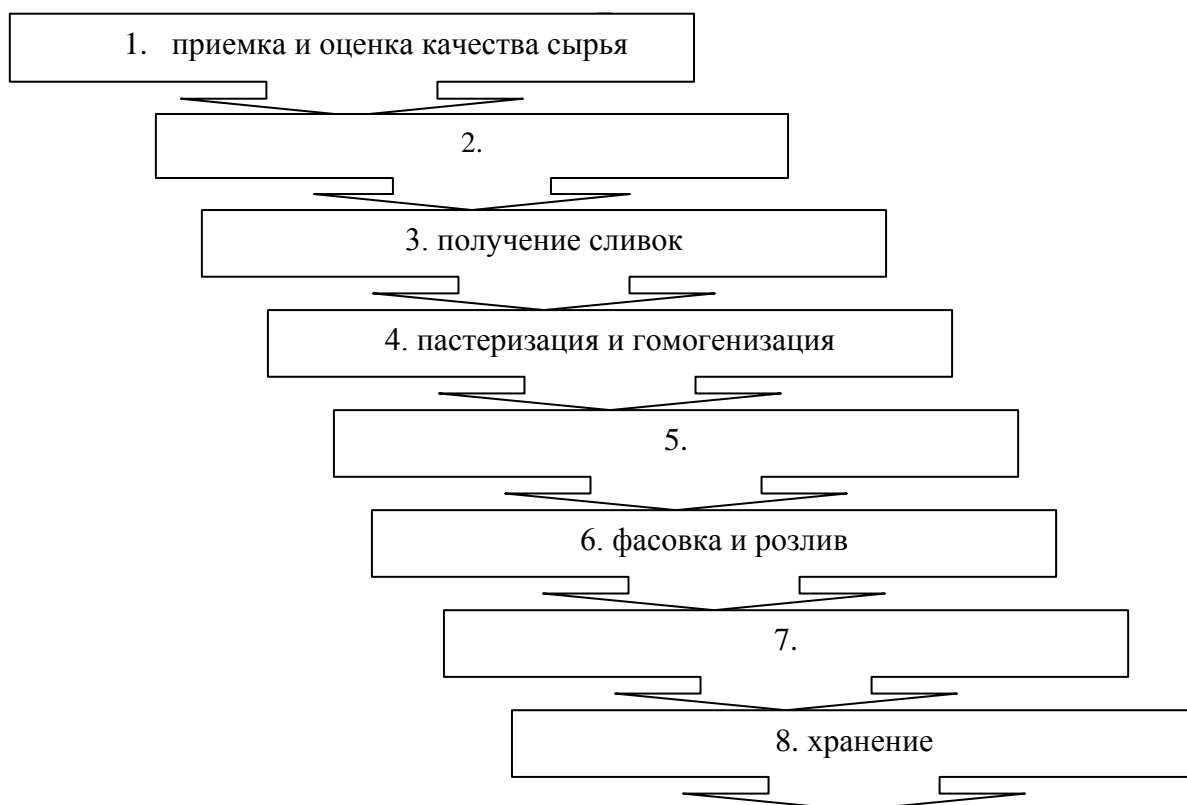 1. приемка и оценка качества сырья
2.
3. получение сливок
4. пастеризация и гомогенизация
5.
6. фасовка и розлив
7.
8. хранение